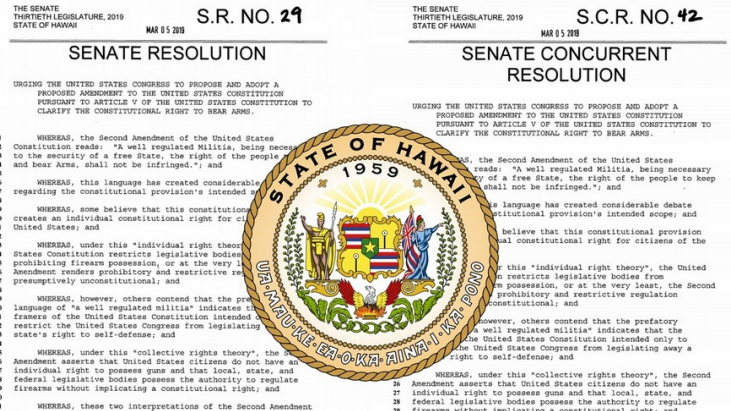 THE SENATE
THIRTIETH LEGISLATURE, 2019
STATE OF HAWAII
S.R. NO. 29
MAR 05 2019
SENATE RESOLUTION
URGING THE UNITED STATES CONGRESS TO PROPOSE AND ADOPT A
PROPOSED AMENDMENT TO THE UNITED STATES CONSTITUTION
PURSUANT TO ARTICLE V OF THE UNITED STATES CONSTITUTION TO
CLARIFY THE CONSTITUTIONAL RIGHT TO BEAR ARMS.
WHEREAS, the Second Amendment of the United States
Constitution reads: "A well regulated Militia, being neces
to the security of a free State, the right of the people
and bear Arms, shall not be infringed."; and
WHEREAS, this language has created considerable
regarding the constitutional provision's intended s
WHEREAS, some believe that this constitution
creates an individual constitutional right for ci
United States; and
WHEREAS, under this "individual right theor
States Constitution restricts legislative bodies
prohibiting firearm possession, or at the very l
Amendment renders prohibitory and restrictive re
presumptively unconstitutional; and
WHEREAS, however, others contend that the pre
language of "a well regulated militia" indicates th
framers of the United States Constitution intended
restrict the United States Congress from legislating
state's right to self-defense; and
WHEREAS, under this "collective rights theory", the S
Amendment asserts that United States citizens do not have an
individual right to possess guns and that local, state, and
federal legislative bodies possess the authority to regulate
firearms without implicating a constitutional right; and
WHEREAS, these two interpretations of the Second Amendment
THE SENATE
THIRTIETH LEGISLATURE, 2019
STATE OF HAWAII
S.C.R. NO. 42
MAR 05 2019
SENATE CONCURRENT
RESOLUTION
URGING THE UNITED STATES CONGRESS TO PROPOSE AND ADOPT A
PROPOSED AMENDMENT TO THE UNITED STATES CONSTITUTION
PURSUANT TO ARTICLE V OF THE UNITED STATES CONSTITUTION TO
CLARIFY THE CONSTITUTIONAL RIGHT TO BEAR ARMS.
AS, the Second Amendment of the United States
reads: "A well regulated Militia, being necessary
y of a free State, the right of the people to keep
shall not be infringed."; and
is language has created considerable debate
stitutional provision's intended scope; and
believe that this constitutional provision
ual constitutional right for citizens of the
this "individual right theory", the United
n restricts legislative bodies from
rm possession, or at the very least, the Second
prohibitory and restrictive regulation
constitutional; and
however, others contend that the prefatory
a well regulated militia" indicates that the
the United States Constitution intended only to
United States Congress from legislating away a
right to self-defense; and
WHEREAS, under this "collective rights theory", the Second
26 Amendment asserts that United States citizens do not have an
27 individual right to possess guns and that local, state, and
28 federal legislative bodies possess the authority to regulate
firearms without implicating a constitutional right; and
STATE OF HAWAII
1959
UA·MAU·KE·EA·O·KA·AINA·I·KA·PONO